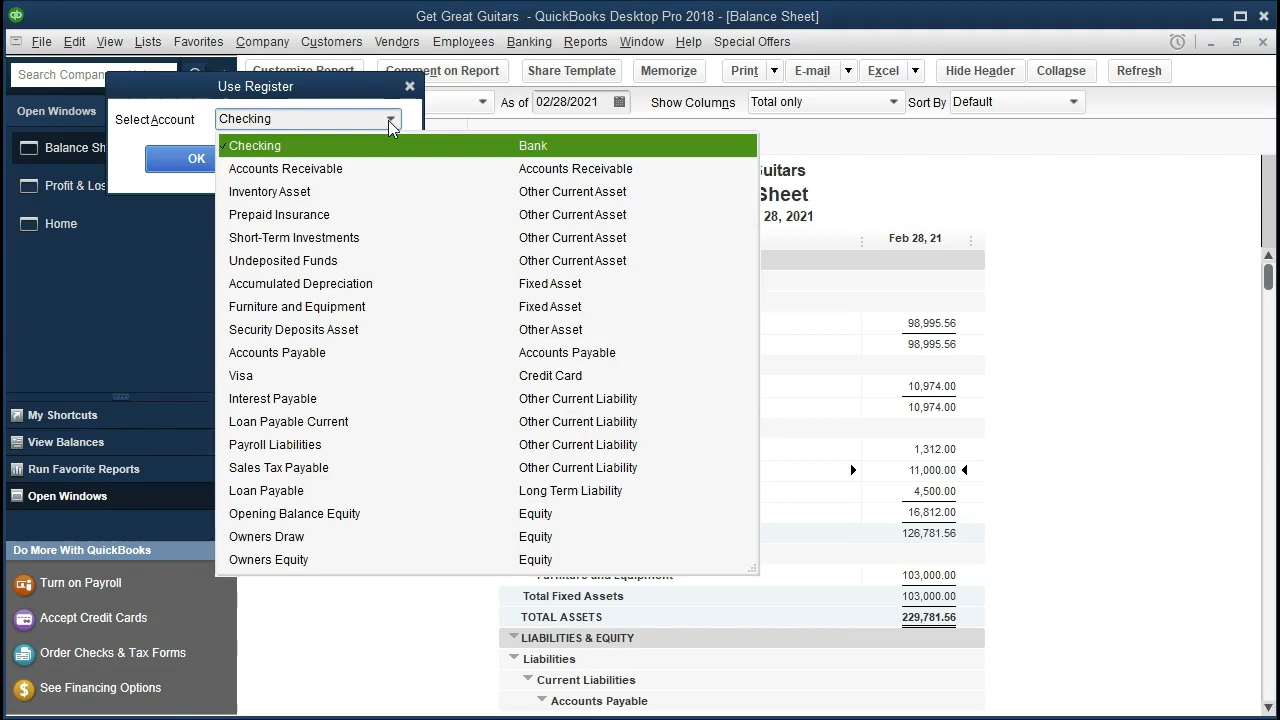 Get Great Guitars - QuickBooks Desktop Pro 2018 - [Balance Sheet]
File Edit View Lists Favorites Company Customers Vendors Employees Banking Reports Window Help Special Offers
Search Compan
Customize Report Comment on Report Share Template Memorize Print E-mail Excel Hide Header Collapse Refresh
Use Register
Open Windows
As of 02/28/2021 Show Columns Total only Sort By Default
Select Account Checking
Balance Sh
OK
Profit & Los
Home
Checking Bank
Accounts Receivable Accounts Receivable
Inventory Asset Other Current Asset
Prepaid Insurance Other Current Asset
Short-Term Investments Other Current Asset
Undeposited Funds Other Current Asset
Accumulated Depreciation Fixed Asset
Furniture and Equipment Fixed Asset
Security Deposits Asset Other Asset
Accounts Payable Accounts Payable
Visa Credit Card
Interest Payable Other Current Liability
Loan Payable Current Other Current Liability
Payroll Liabilities Other Current Liability
Sales Tax Payable Other Current Liability
Loan Payable Long Term Liability
Opening Balance Equity Equity
Owners Draw Equity
Owners Equity Equity
uitars
Sheet
28, 2021
Feb 28, 21
98,995.56
98,995.56
10,974.00
10,974.00
1,312.00
11,000.00
4,500.00
16,812.00
126,781.56
Furniture and Equipment 103,000.00
Total Fixed Assets 103,000.00
TOTAL ASSETS 229,781.56
LIABILITIES & EQUITY
Liabilities
Current Liabilities
Accounts Payable
My Shortcuts
View Balances
Run Favorite Reports
Open Windows
Do More With QuickBooks
Turn on Payroll
Accept Credit Cards
Order Checks & Tax Forms
See Financing Options